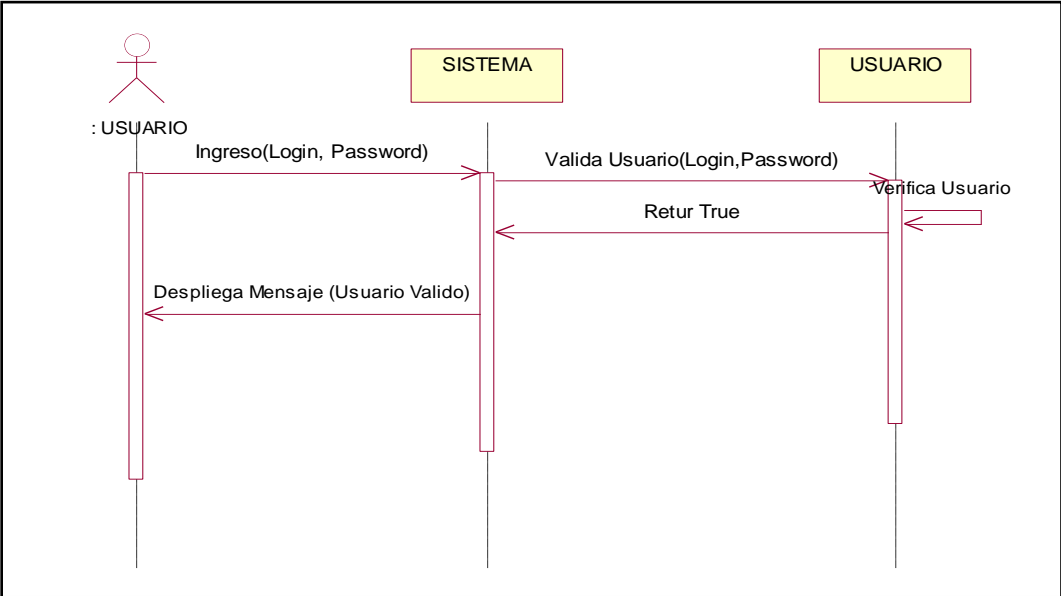 SISTEMA
USUARIO
: USUARIO
Ingreso(Login, Password)
Valida Usuario(Login,Password)
Verifica Usuario
Retur True
Despliega Mensaje (Usuario Valido)